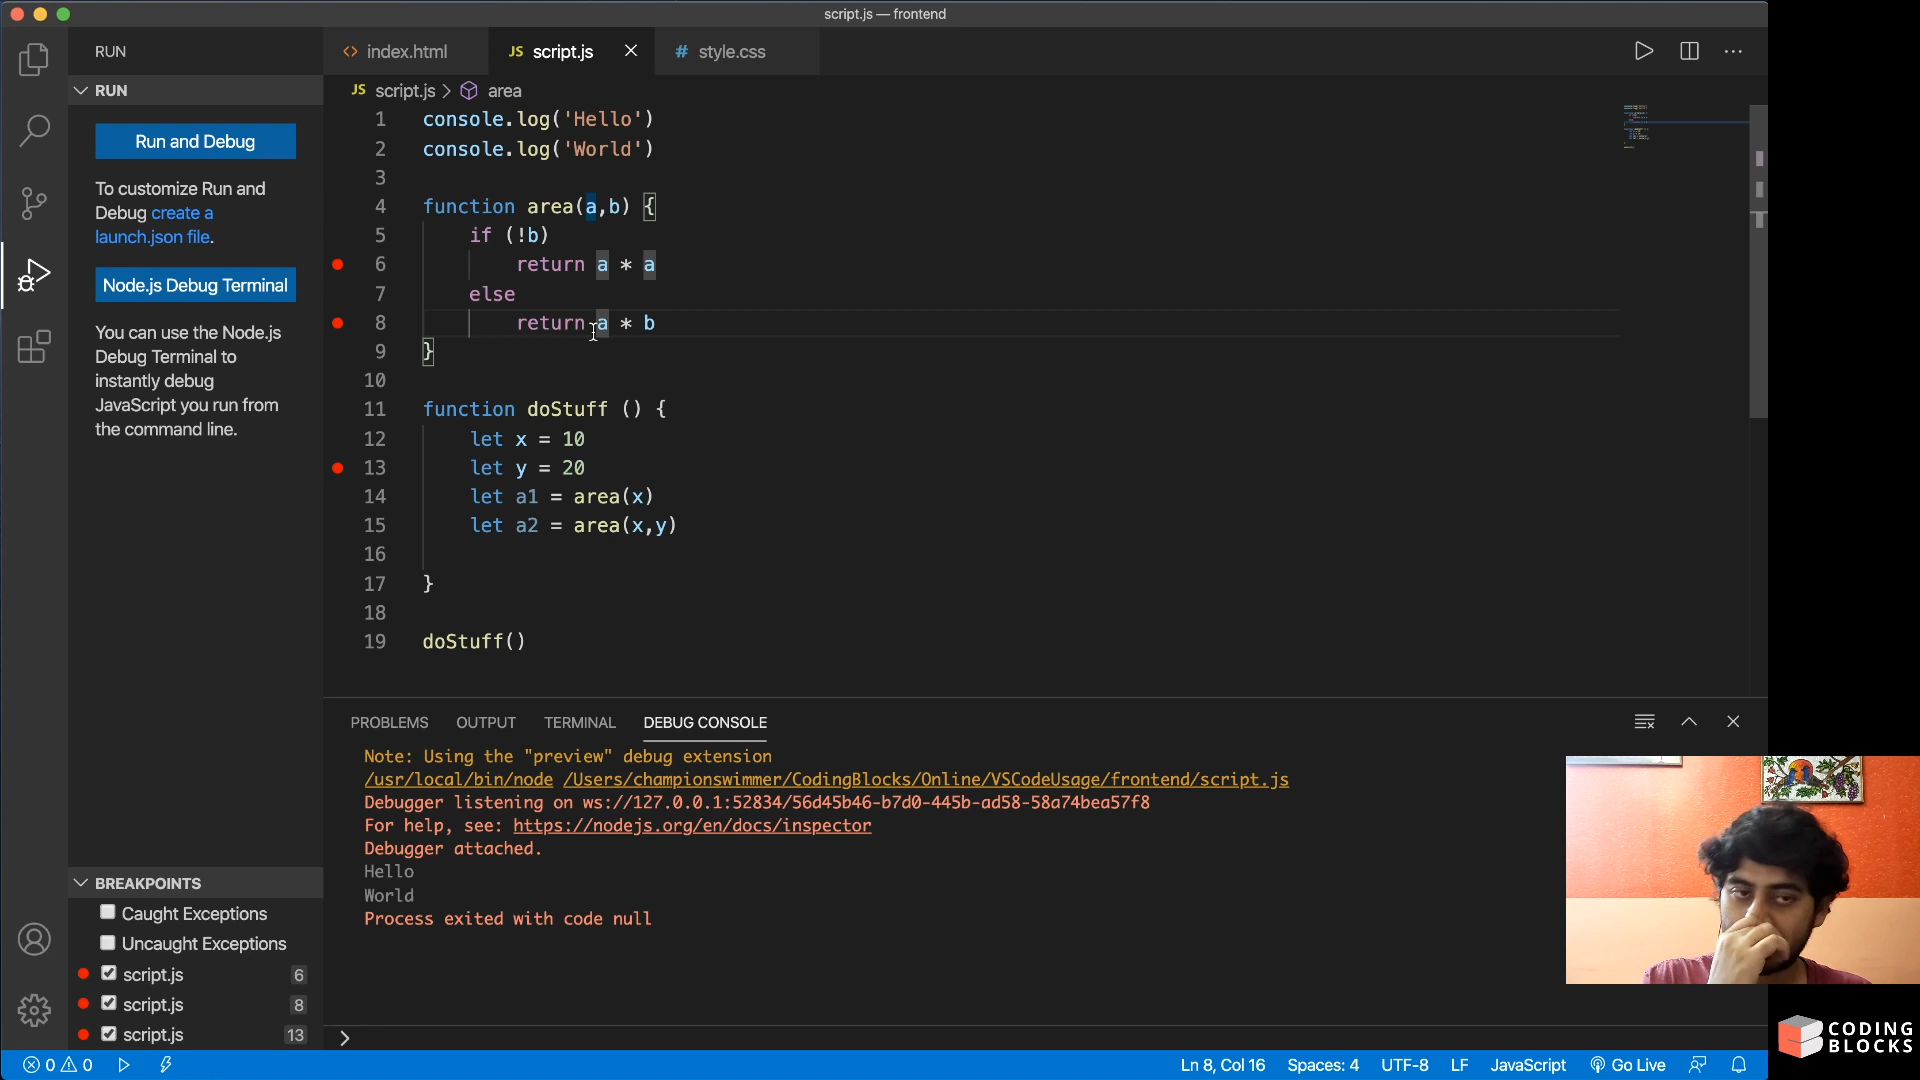 script.js — frontend
RUN
index.html
JS script.js
# style.css
RUN
JS script.js > area
Run and Debug
To customize Run and
Debug create a
launch.json file.
Node.js Debug Terminal
You can use the Node.js
Debug Terminal to
instantly debug
JavaScript you run from
the command line.
1 console.log('Hello')
2 console.log('World')
3
4 function area(a,b) {
5 if (!b)
6 return a * a
7 else
8 return a * b
9 }
10
11 function doStuff () {
12 let x = 10
13 let y = 20
14 let a1 = area(x)
15 let a2 = area(x,y)
16
17 }
18
19 doStuff()
PROBLEMS OUTPUT TERMINAL DEBUG CONSOLE
Note: Using the "preview" debug extension
/usr/local/bin/node /Users/championswimmer/CodingBlocks/Online/VSCodeUsage/frontend/script.js
Debugger listening on ws://127.0.0.1:52834/56d45b46-b7d0-445b-ad58-58a74bea57f8
For help, see: https://nodejs.org/en/docs/inspector
Debugger attached.
Hello
World
Process exited with code null
>
BREAKPOINTS
Caught Exceptions
Uncaught Exceptions
script.js 6
script.js 8
script.js 13
0 0
Ln 8, Col 16 Spaces: 4 UTF-8 LF JavaScript Go Live
CODING
BLOCKS